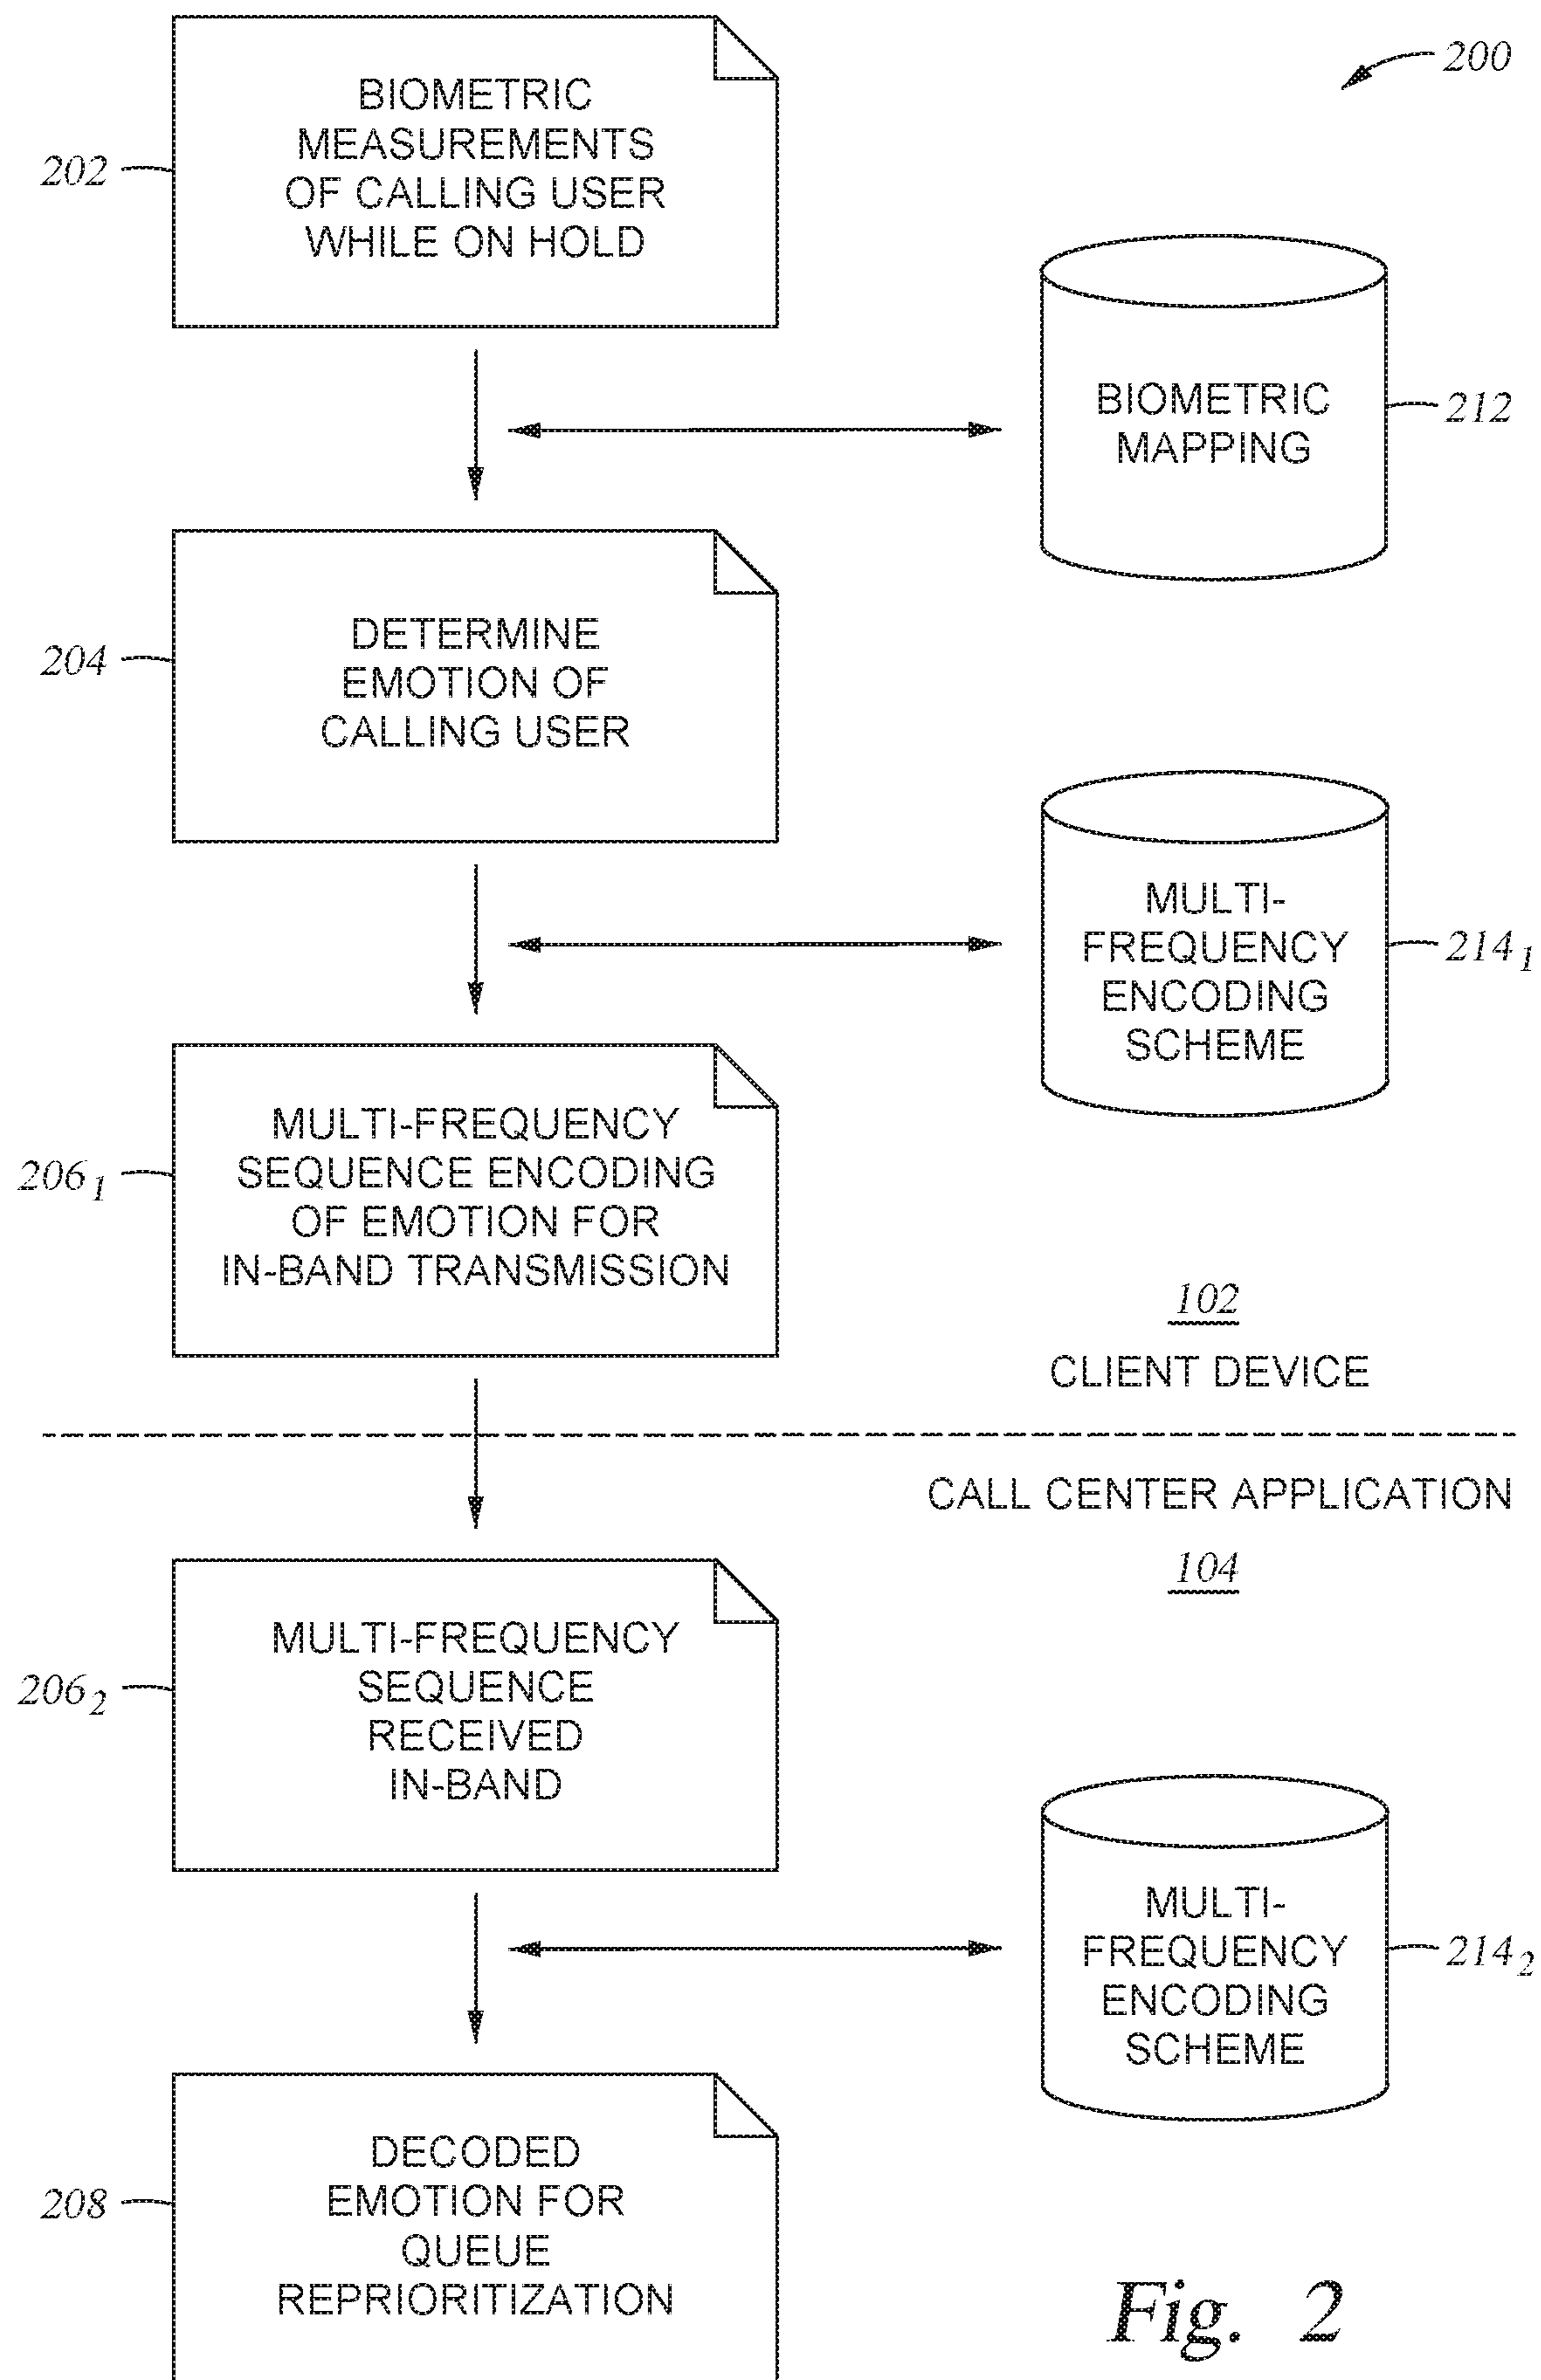 200
BIOMETRIC
MEASUREMENTS
OF CALLING USER
WHILE ON HOLD
202
BIOMETRIC
MAPPING
212
DETERMINE
EMOTION OF
CALLING USER
204
MULTI-
FREQUENCY
ENCODING
SCHEME
214₁
MULTI-FREQUENCY
SEQUENCE ENCODING
OF EMOTION FOR
IN-BAND TRANSMISSION
206₁
102
CLIENT DEVICE
CALL CENTER APPLICATION
104
MULTI-FREQUENCY
SEQUENCE
RECEIVED
IN-BAND
206₂
MULTI-
FREQUENCY
ENCODING
SCHEME
214₂
DECODED
EMOTION FOR
QUEUE
REPRIORITIZATION
208
Fig. 2